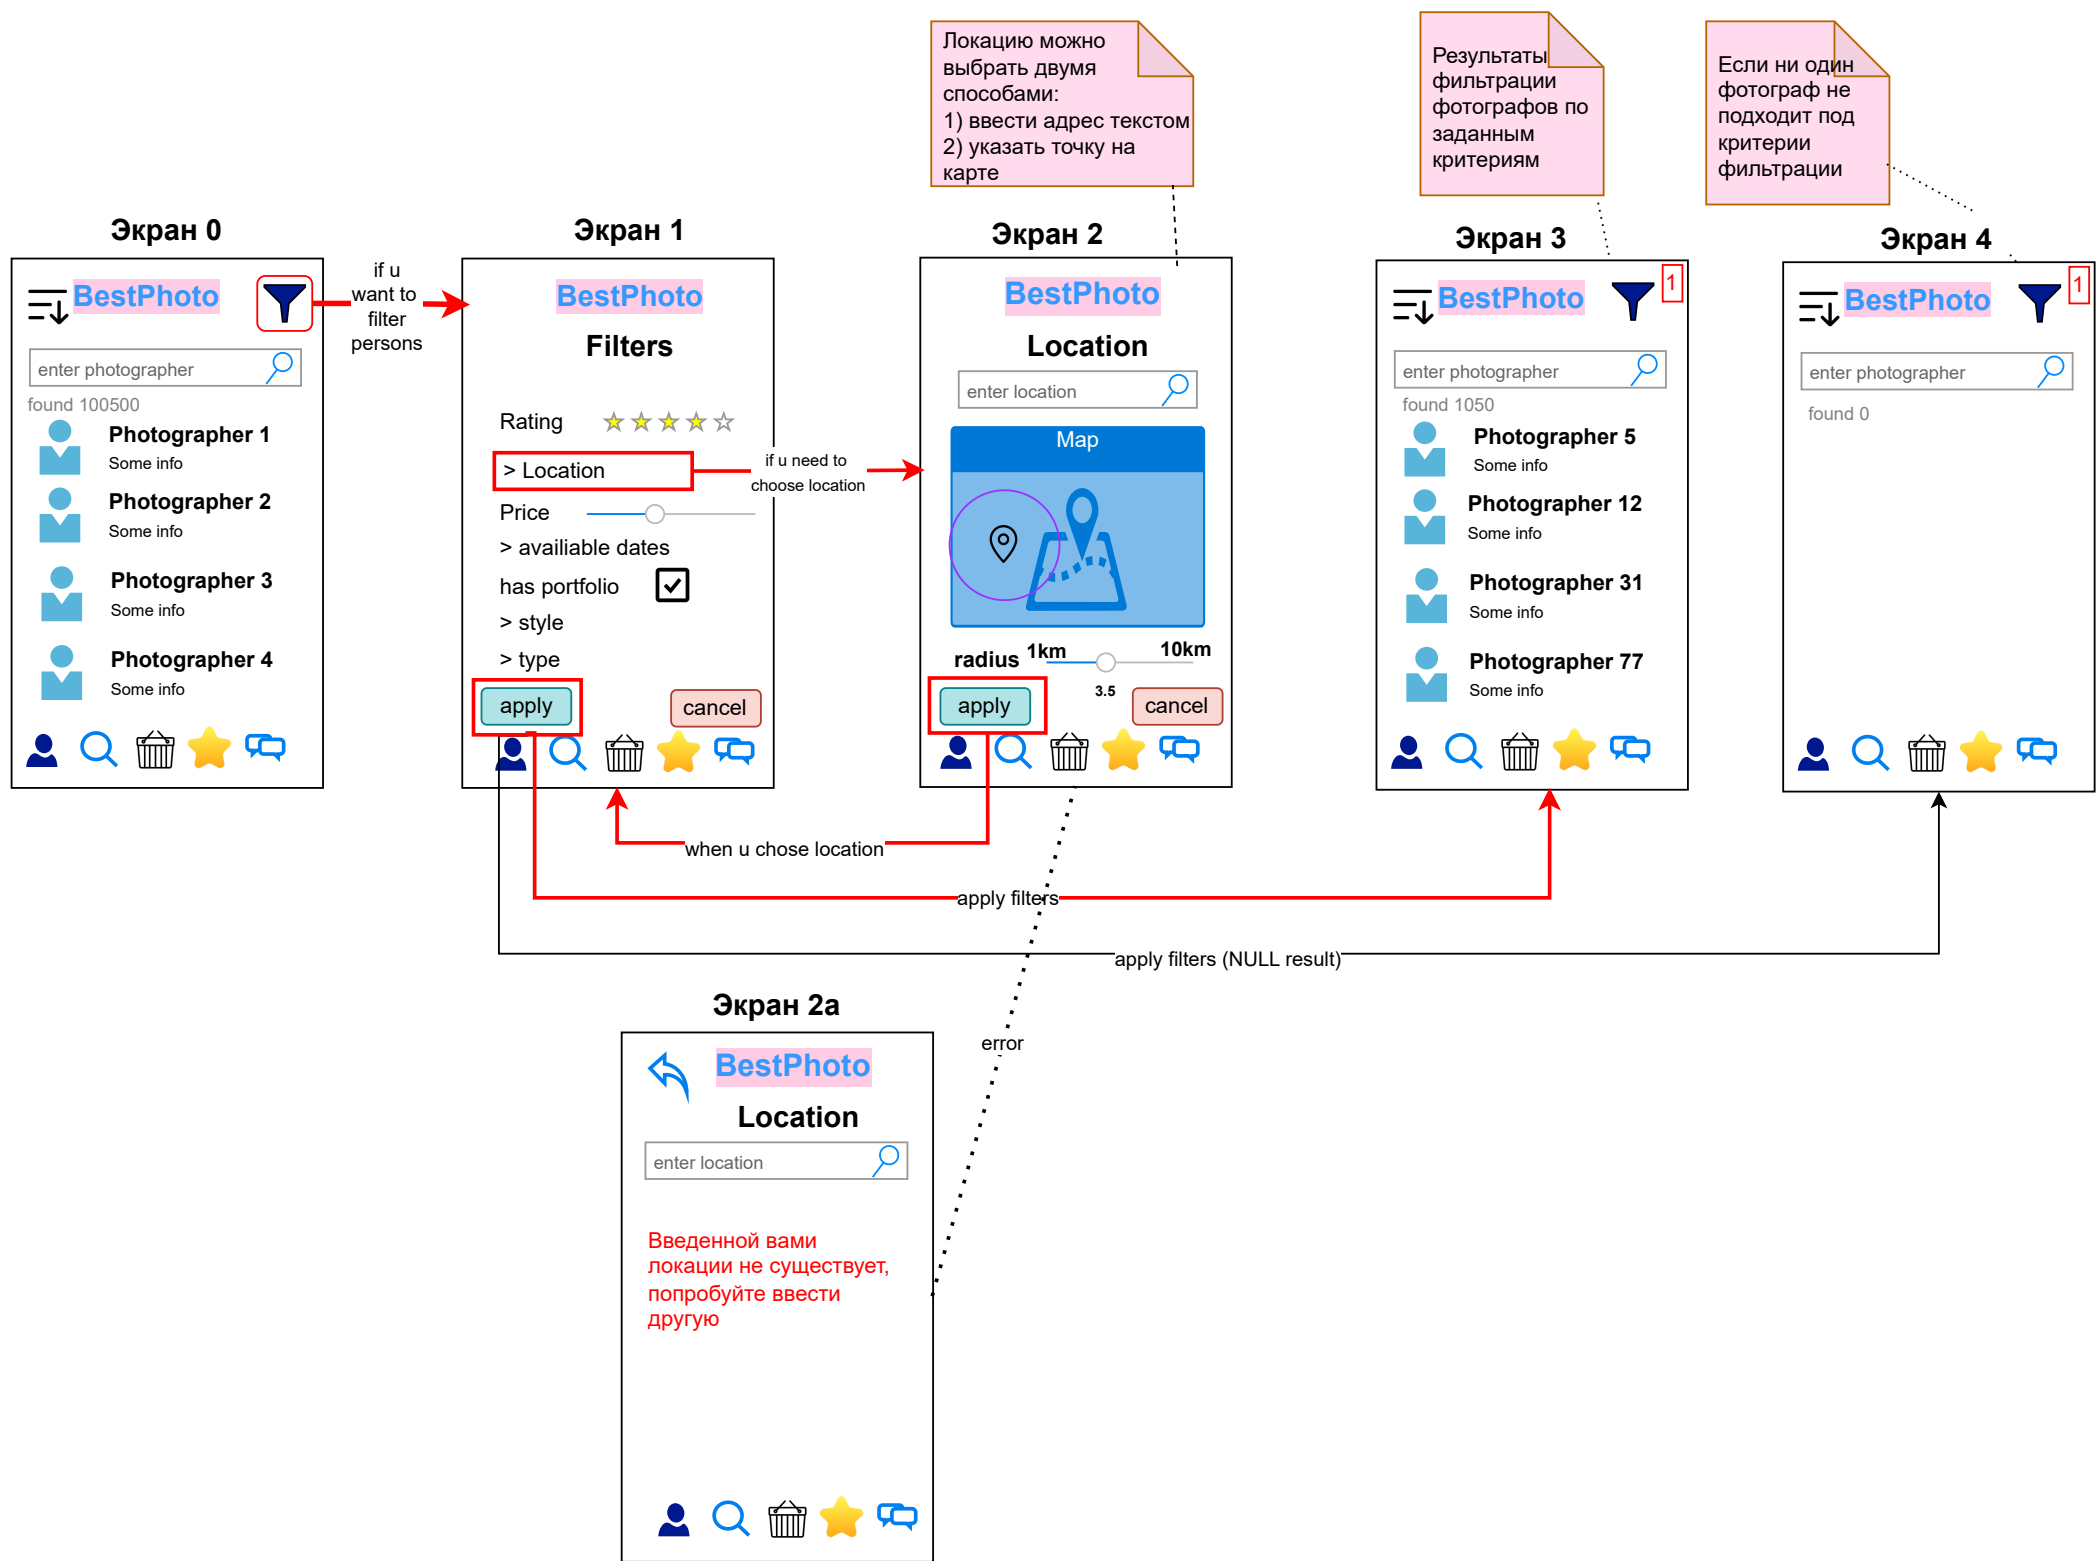 Локацию можно
выбрать двумя
способами:
1) ввести адрес текстом
2) указать точку на
карте
Результаты
фильтрации
фотографов по
заданным
критериям
Если ни один
фотограф не
подходит под
критерии
фильтрации
Экран 0
BestPhoto
enter photographer
found 100500
Photographer 1
Some info
Photographer 2
Some info
Photographer 3
Some info
Photographer 4
Some info
if u
want to
filter
persons
Экран 1
BestPhoto
Filters
Rating
> Location
Price
> availiable dates
has portfolio
> style
> type
apply
cancel
if u need to
choose location
Экран 2
BestPhoto
Location
enter location
Map
radius
1km
10km
3.5
apply
cancel
Экран 3
BestPhoto
1
enter photographer
found 1050
Photographer 5
Some info
Photographer 12
Some info
Photographer 31
Some info
Photographer 77
Some info
Экран 4
BestPhoto
1
enter photographer
found 0
when u chose location
apply filters
apply filters (NULL result)
error
Экран 2а
BestPhoto
Location
enter location
Введенной вами
локации не существует,
попробуйте ввести
другую